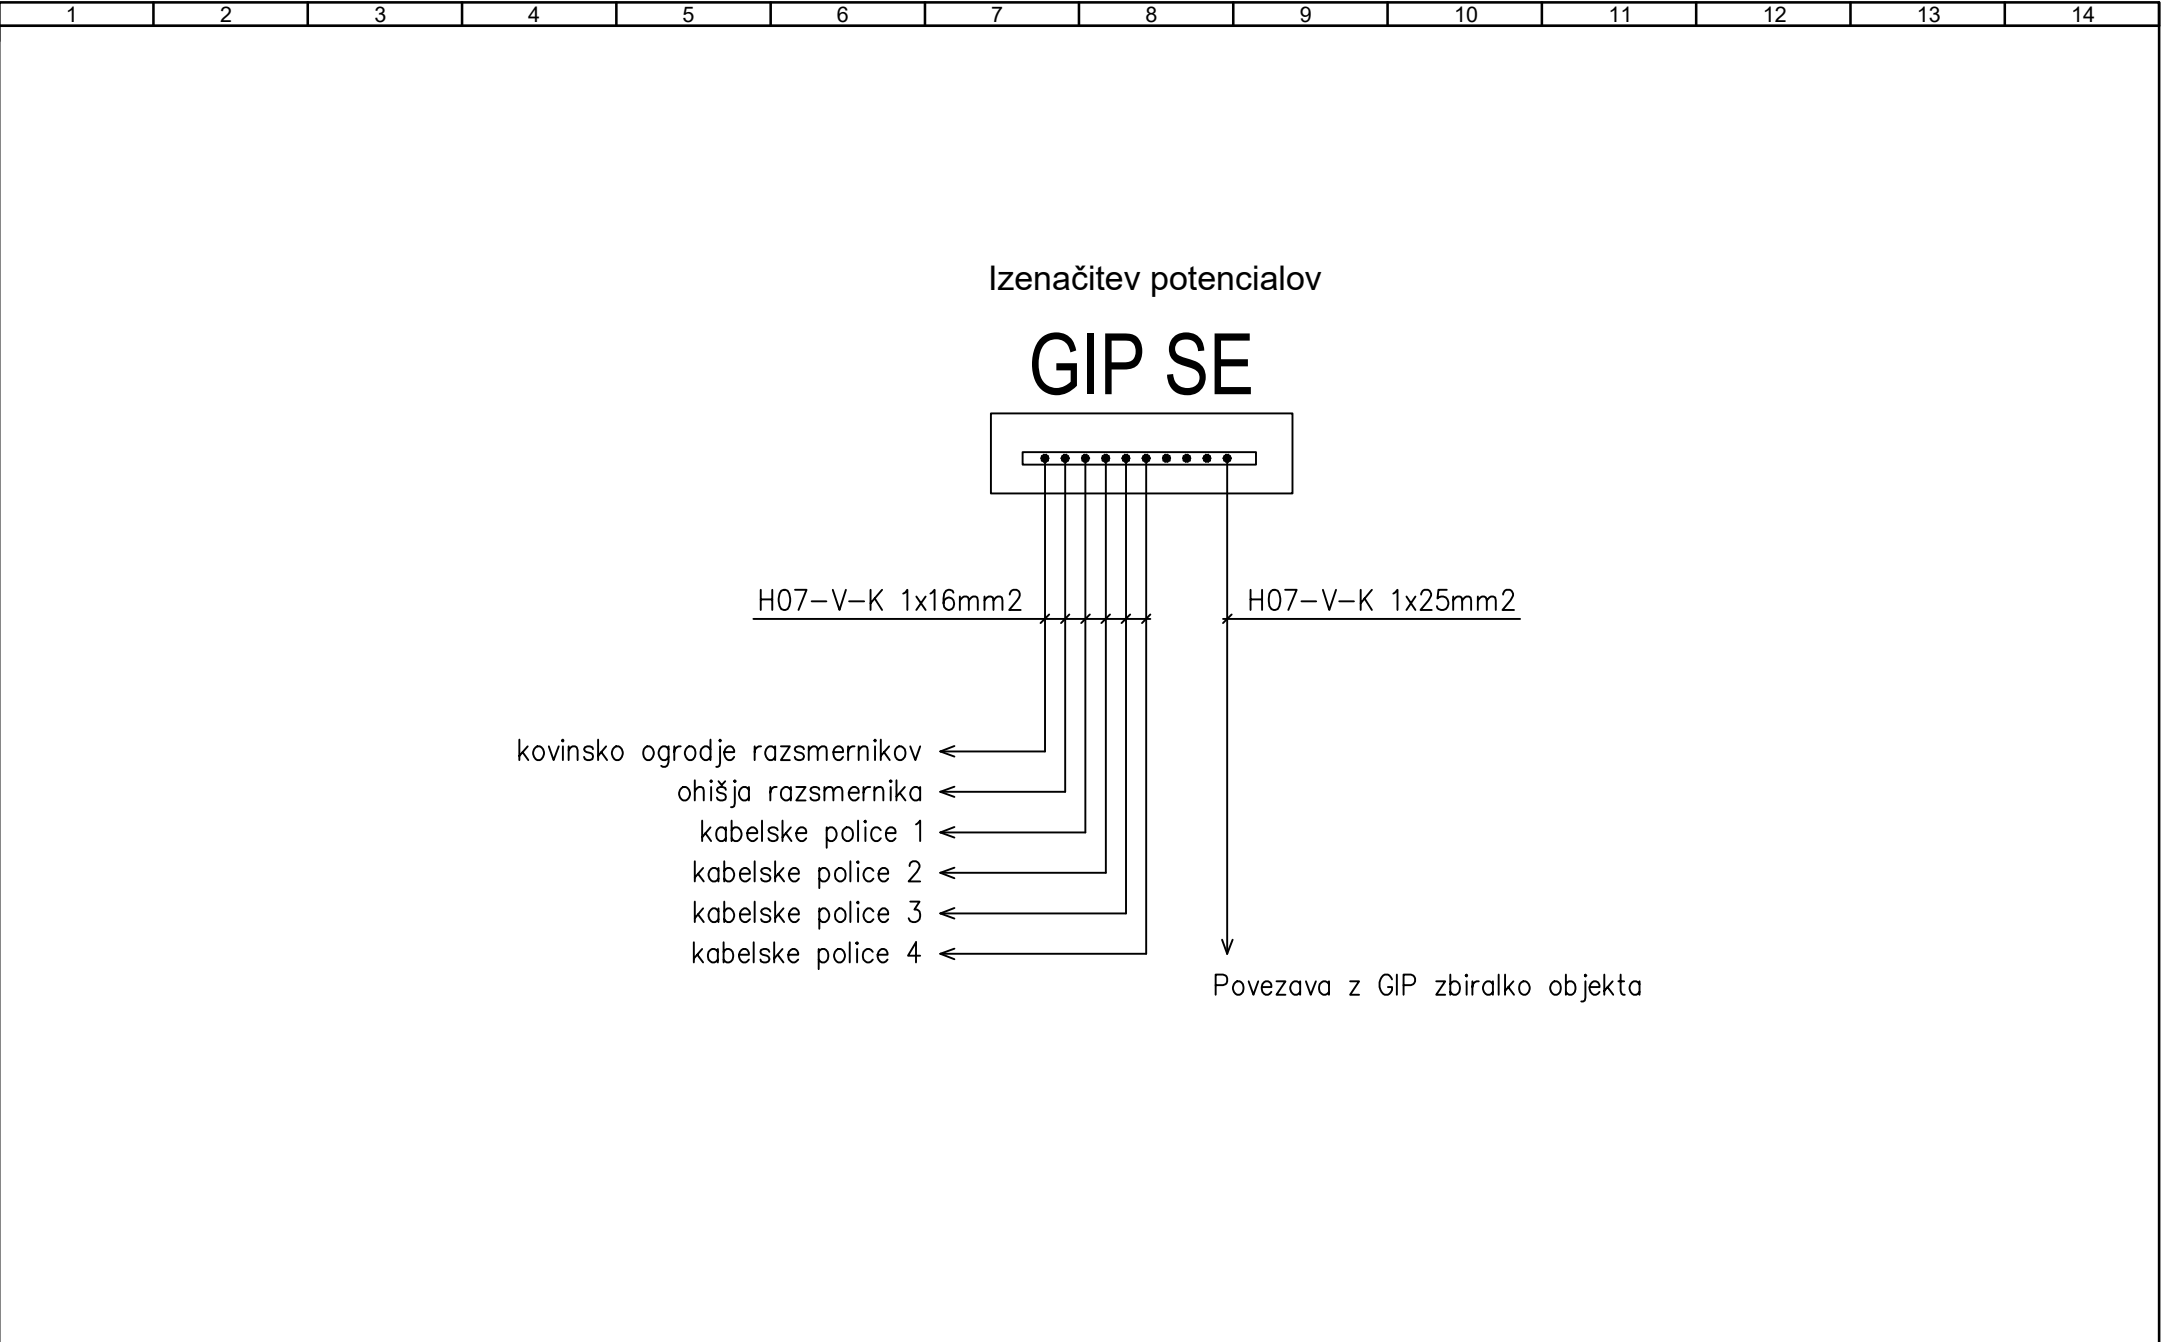 1 2 3 4 5 6 7 8 9 10 11 12 13 14
Izenačitev potencialov
GIP SE
H07-V-K 1x16mm2
H07-V-K 1x25mm2
kovinsko ogrodje razsmernikov
ohišja razsmernika
kabelske police 1
kabelske police 2
kabelske police 3
kabelske police 4
Povezava z GIP zbiralko objekta